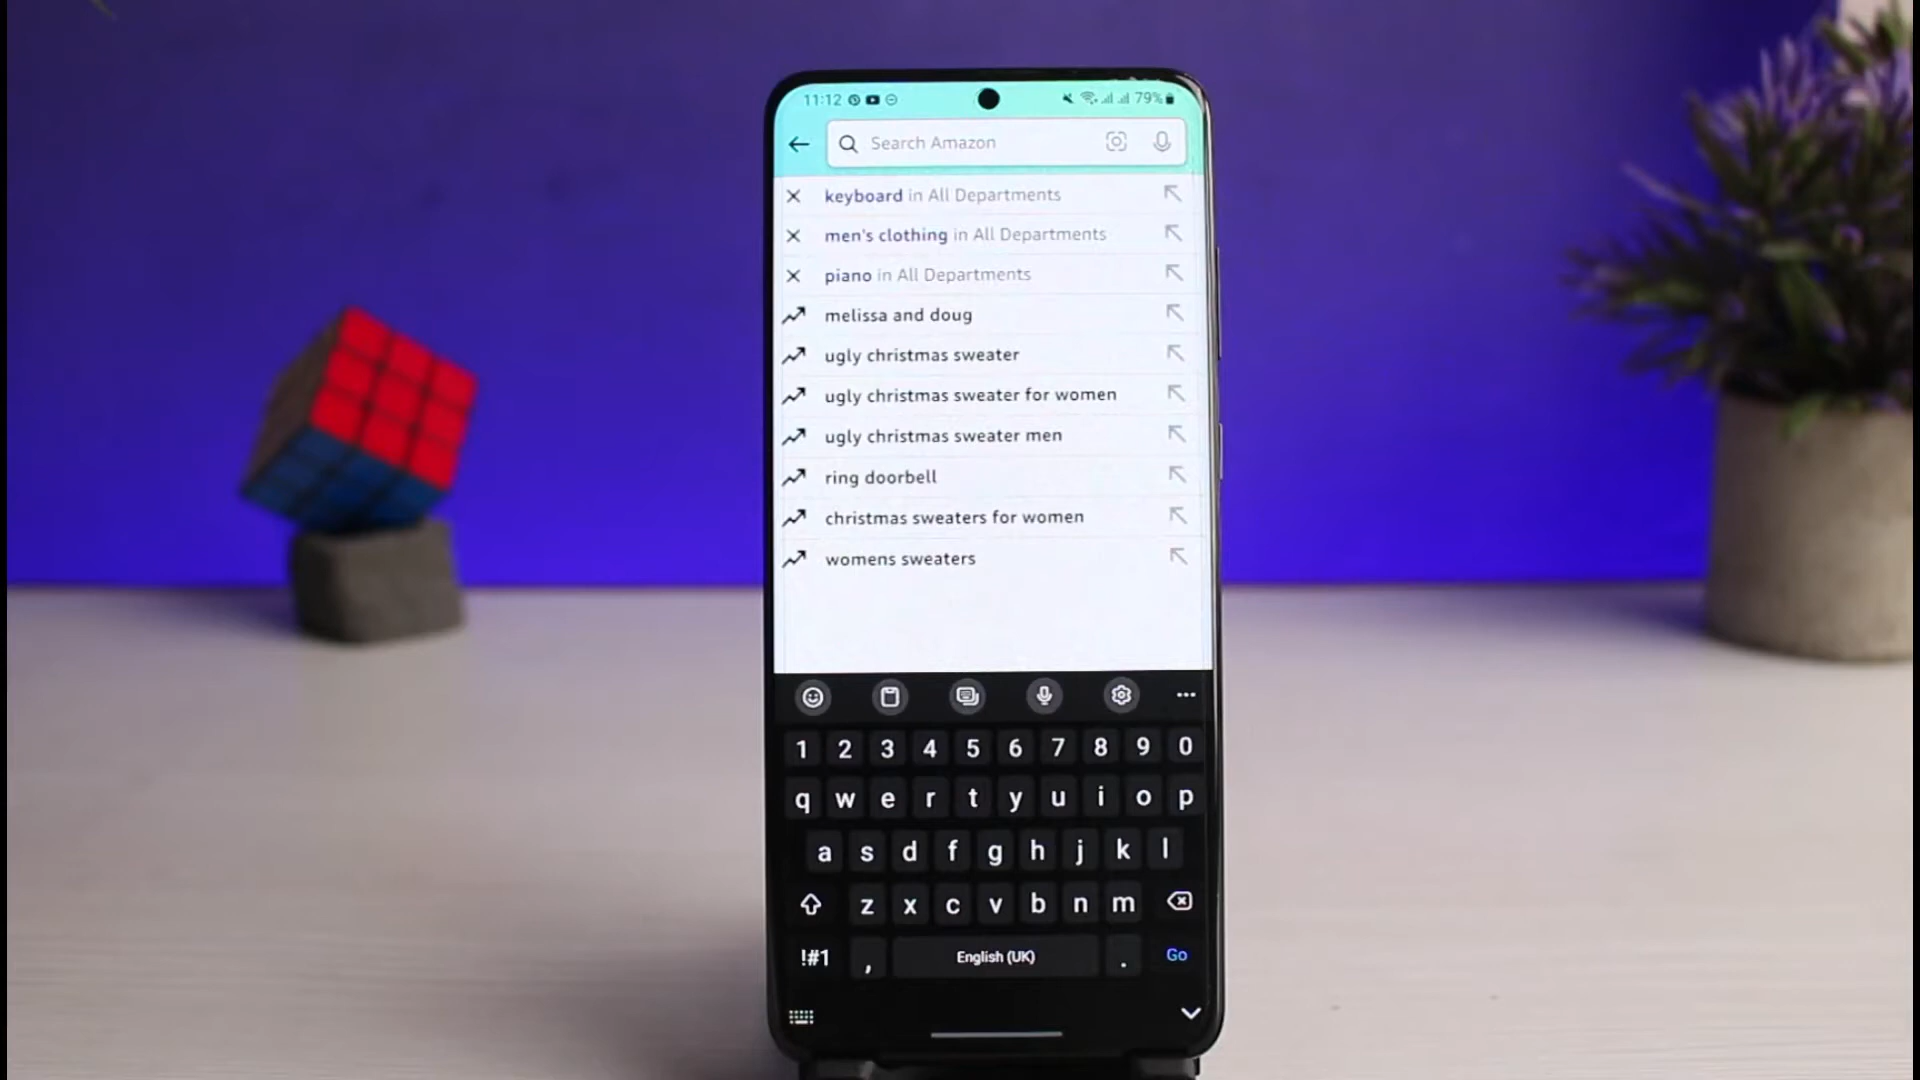 11:12 79%
Search Amazon
keyboard in All Departments
men's clothing in All Departments
piano in All Departments
melissa and doug
ugly christmas sweater
ugly christmas sweater for women
ugly christmas sweater men
ring doorbell
christmas sweaters for women
womens sweaters
1 2 3 4 5 6 7 8 9 0
q w e r t y u i o p
a s d f g h j k l
z x c v b n m
!#1 , English (UK) . Go